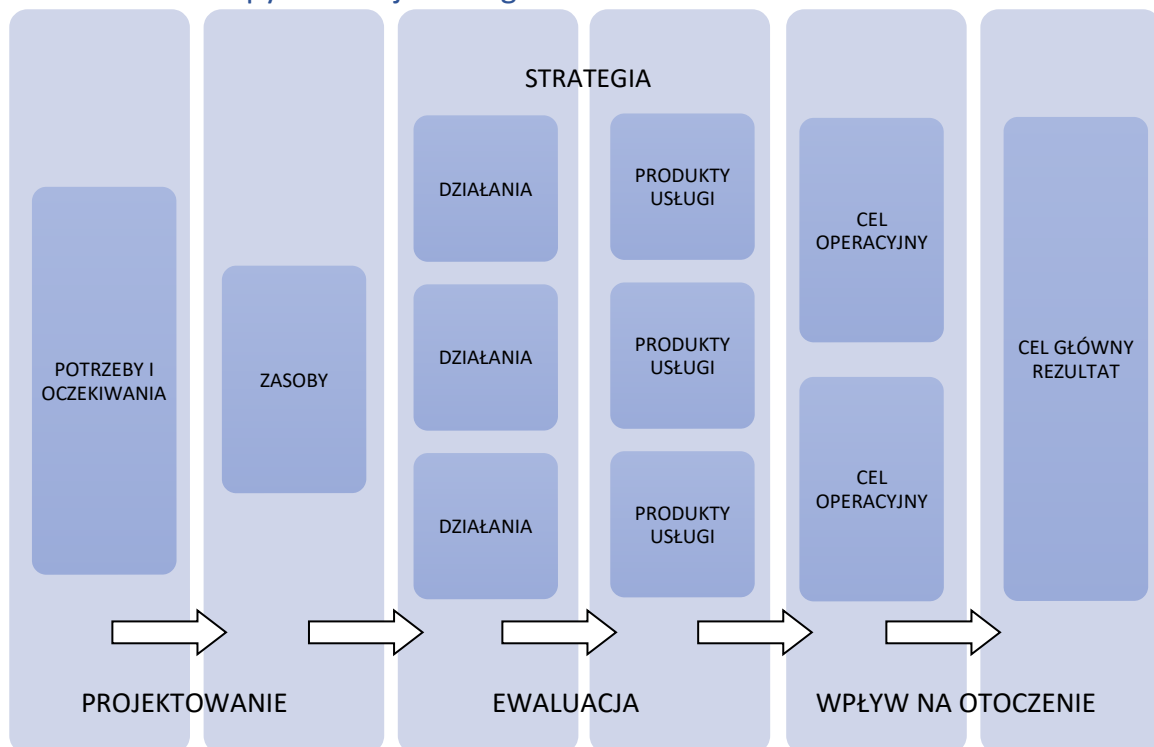 STRATEGIA
POTRZEBY I
OCZEKIWANIA
ZASOBY
DZIAŁANIA
DZIAŁANIA
DZIAŁANIA
PRODUKTY
USŁUGI
PRODUKTY
USŁUGI
PRODUKTY
USŁUGI
CEL
OPERACYJNY
CEL
OPERACYJNY
CEL GŁÓWNY
REZULTAT
PROJEKTOWANIE
EWALUACJA
WPŁYW NA OTOCZENIE